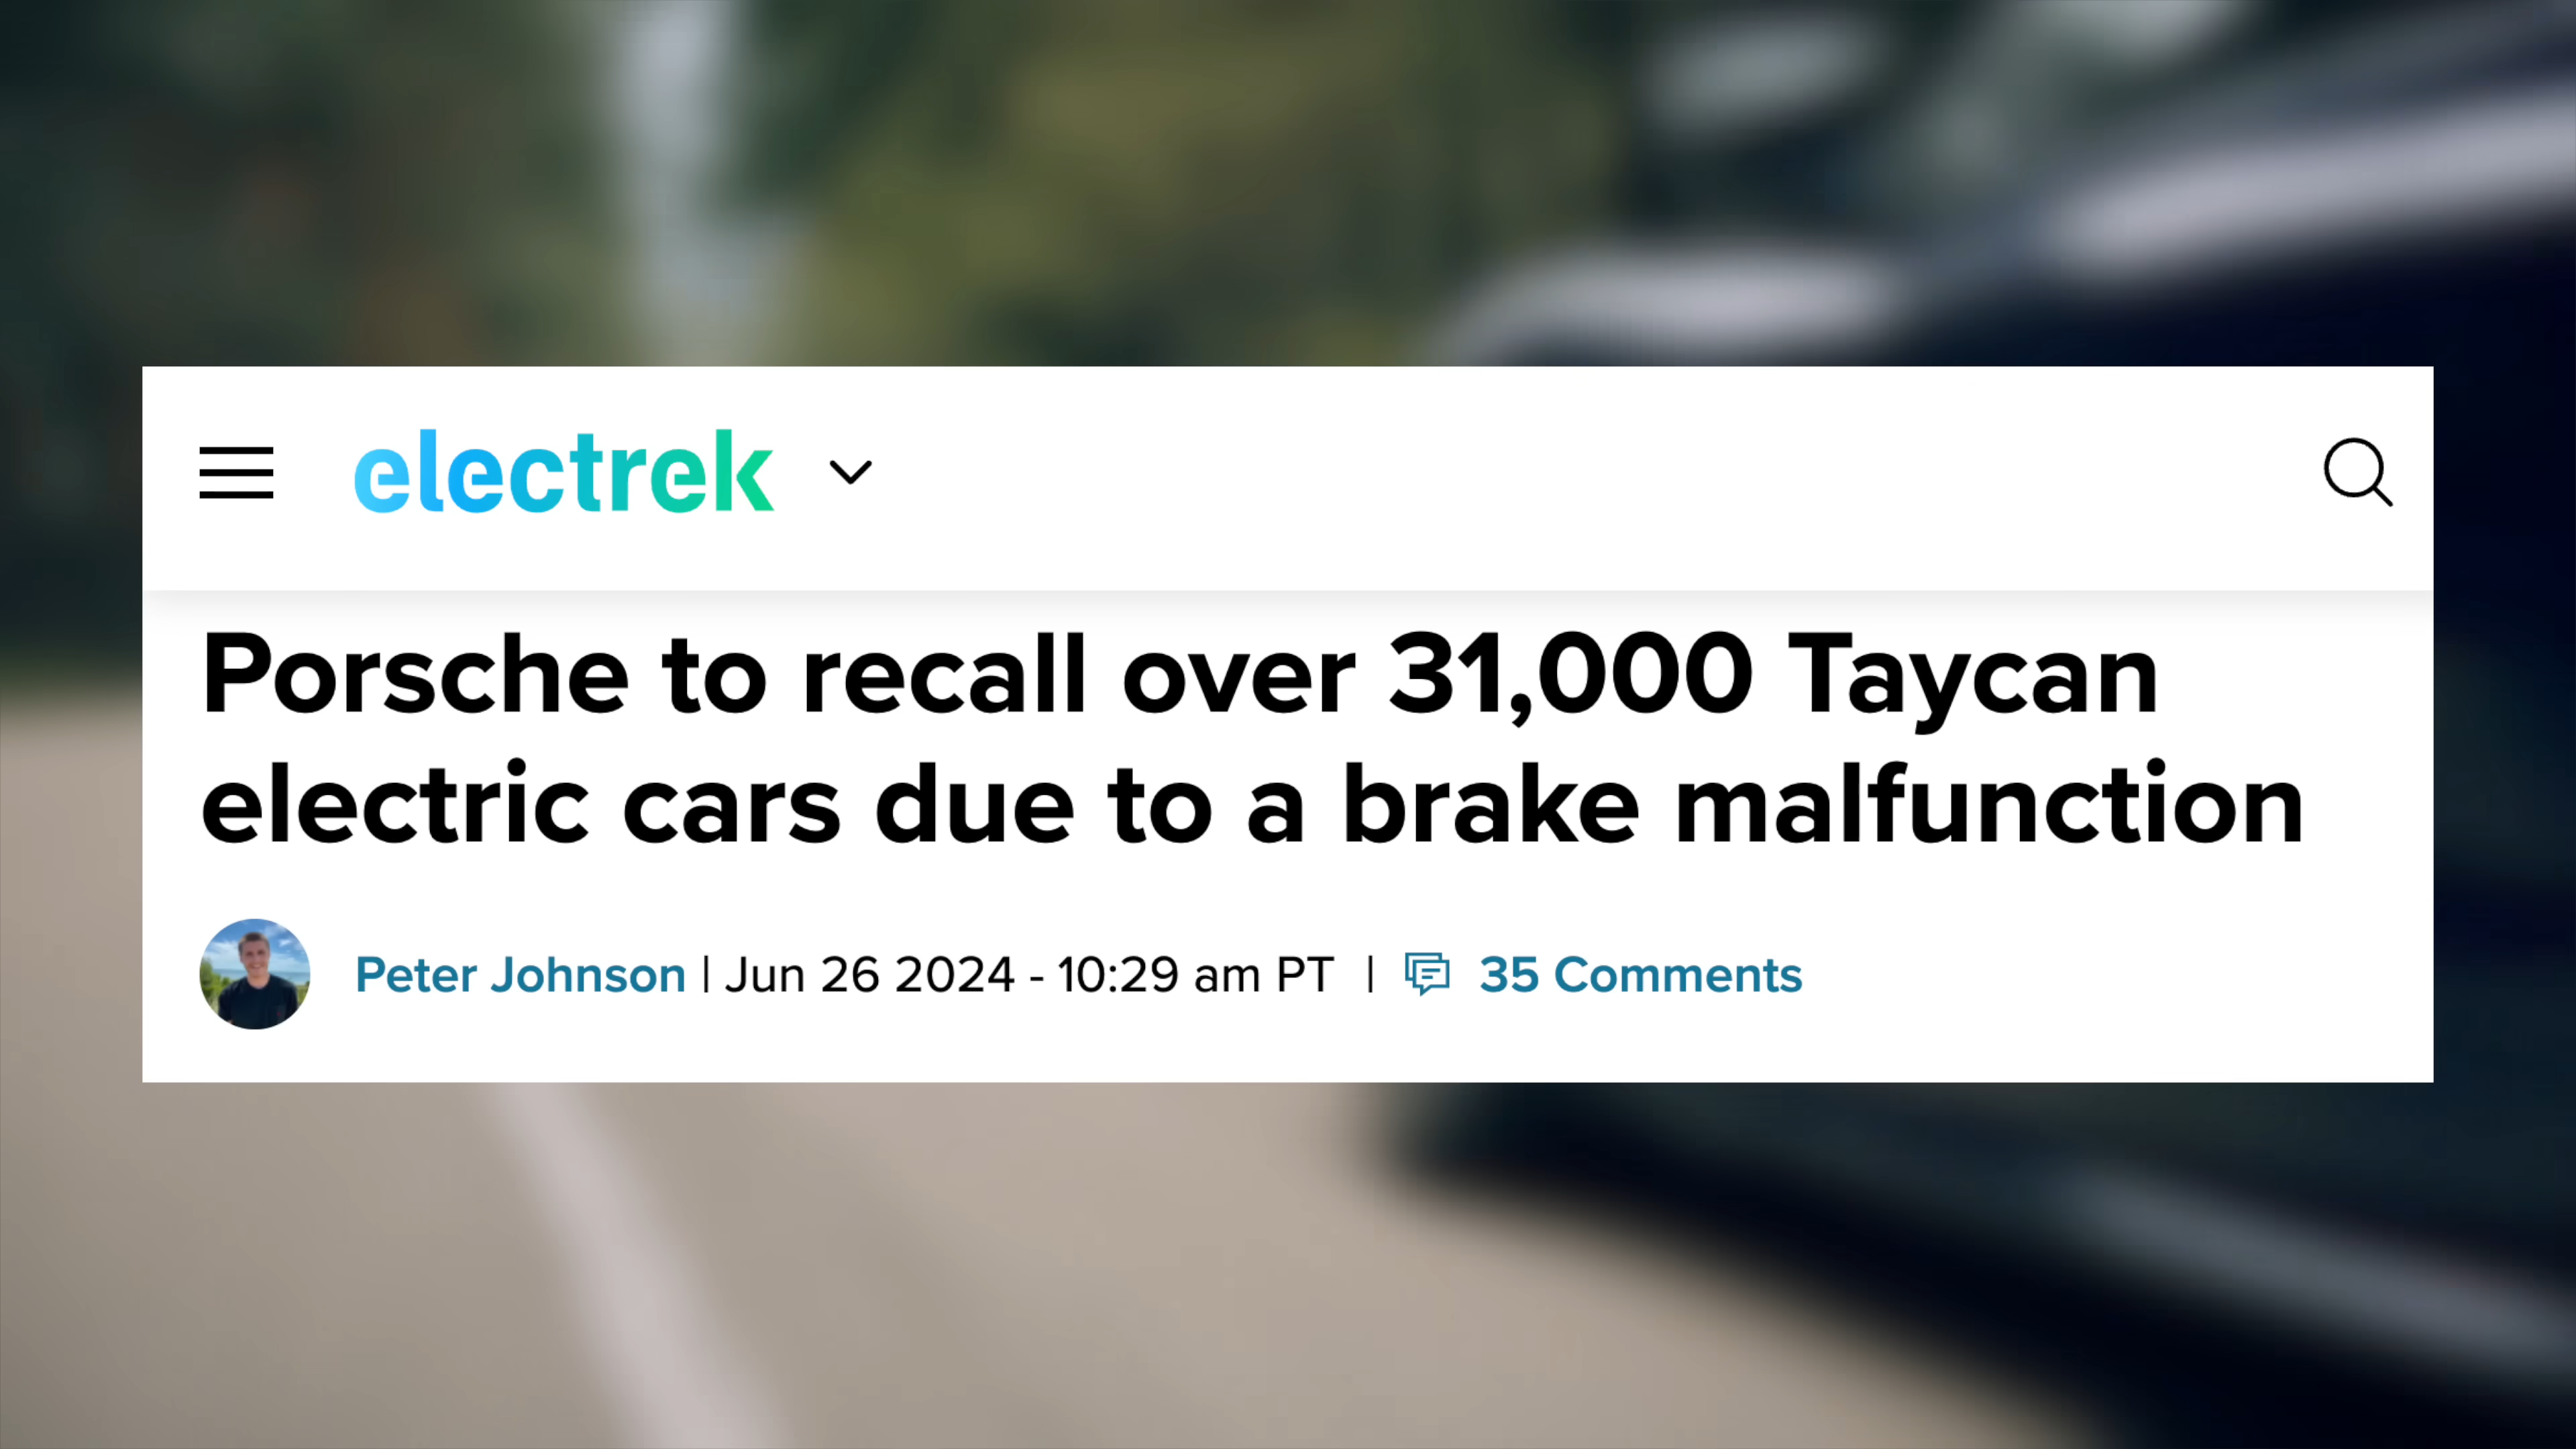 electrek
Porsche to recall over 31,000 Taycan
electric cars due to a brake malfunction
Peter Johnson | Jun 26 2024 - 10:29 am PT | 35 Comments